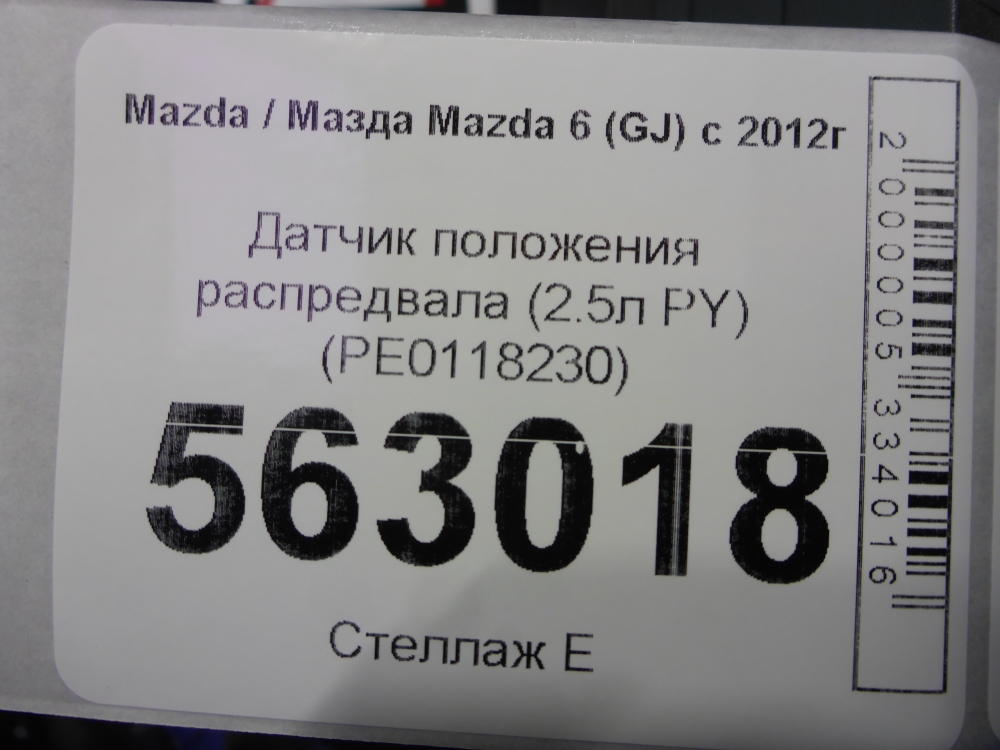 Mazda / Мазда Mazda 6 (GJ) с 2012г
Датчик положения
распредвала (2.5л PY)
(PE0118230)
563018
Стеллаж Е
2000005334016